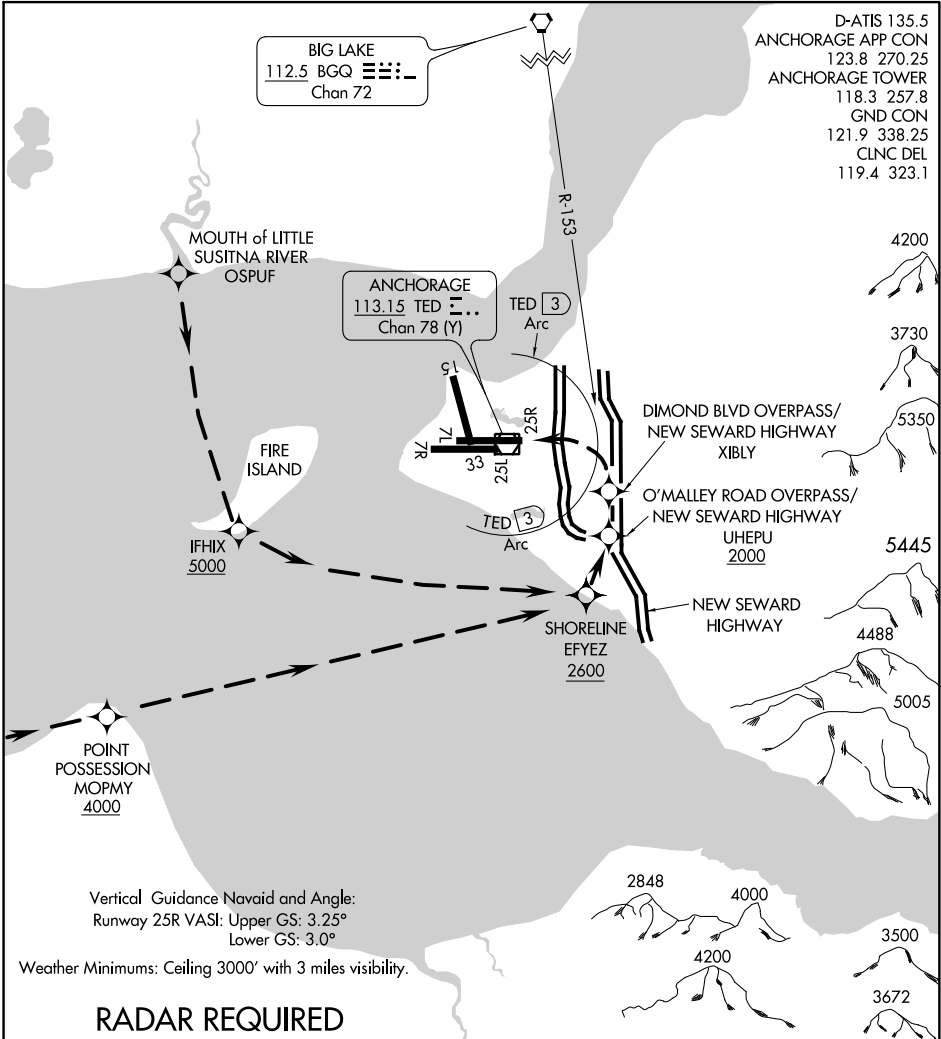 D-ATIS 135.5
ANCHORAGE APP CON
123.8 270.25
ANCHORAGE TOWER
118.3 257.8
GND CON
121.9 338.25
CLNC DEL
119.4 323.1
BIG LAKE
112.5 BGQ
Chan 72
R-153
MOUTH of LITTLE
SUSITNA RIVER
OSPUF
ANCHORAGE
113.15 TED
Chan 78 (Y)
TED 3
Arc
4200
3730
5350
15
7L
7R
33
25L
25R
DIMOND BLVD OVERPASS/
NEW SEWARD HIGHWAY
XIBLY
FIRE
ISLAND
TED 3
Arc
O'MALLEY ROAD OVERPASS/
NEW SEWARD HIGHWAY
UHEPU
2000
IFHIX
5000
5445
SHORELINE
EFYEZ
2600
NEW SEWARD
HIGHWAY
4488
5005
POINT
POSSESSION
MOPMY
4000
Vertical Guidance Navaid and Angle:
Runway 25R VASI: Upper GS: 3.25°
Lower GS: 3.0°
Weather Minimums: Ceiling 3000' with 3 miles visibility.
RADAR REQUIRED
2848
4000
4200
3500
3672